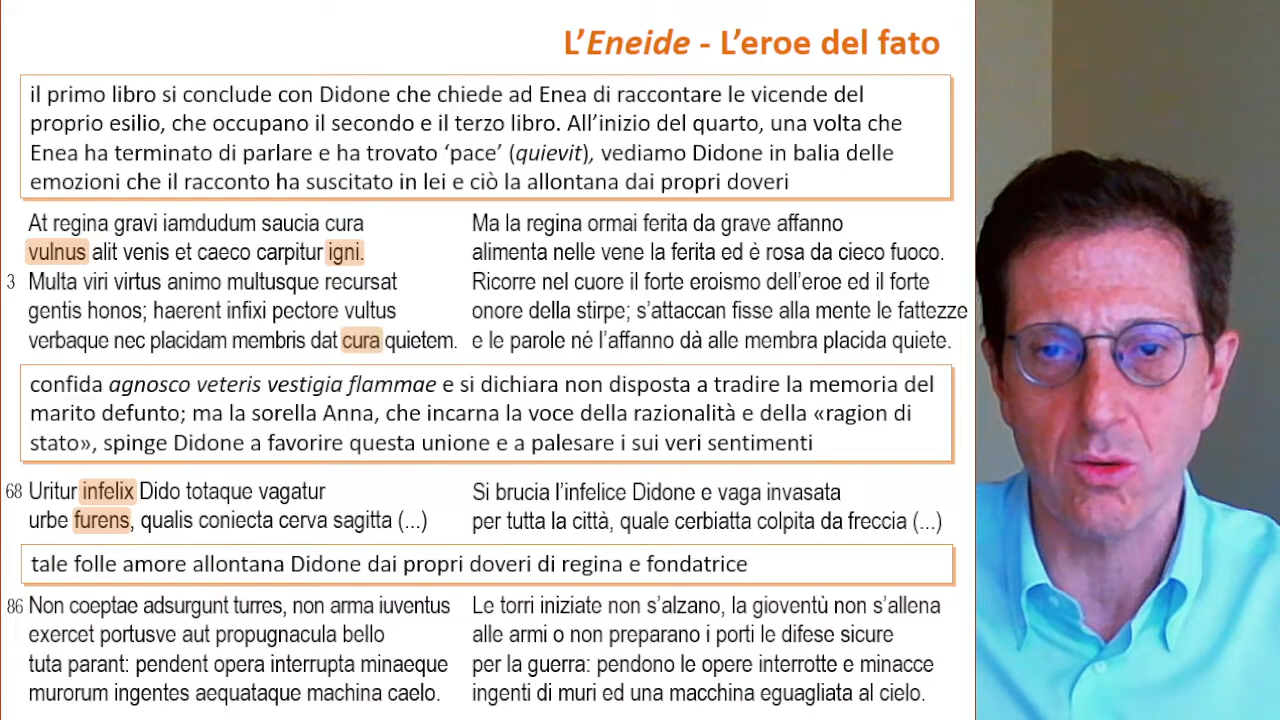 L'Eneide - L'eroe del fato
il primo libro si conclude con Didone che chiede ad Enea di raccontare le vicende del
proprio esilio, che occupano il secondo e il terzo libro. All'inizio del quarto, una volta che
Enea ha terminato di parlare e ha trovato 'pace' (quievit), vediamo Didone in balia delle
emozioni che il racconto ha suscitato in lei e ciò la allontana dai propri doveri
At regina gravi iamdudum saucia cura
vulnus alit venis et caeco carpitur igni.
3 Multa viri virtus animo multusque recursat
gentis honos; haerent infixi pectore vultus
verbaque nec placidam membris dat cura quietem.
Ma la regina ormai ferita da grave affanno
alimenta nelle vene la ferita ed è rosa da cieco fuoco.
Ricorre nel cuore il forte eroismo dell'eroe ed il forte
onore della stirpe; s'attaccan fisse alla mente le fattezze
e le parole né l'affanno dà alle membra placida quiete.
confida agnosco veteris vestigia flammae e si dichiara non disposta a tradire la memoria del
marito defunto; ma la sorella Anna, che incarna la voce della razionalità e della «ragion di
stato», spinge Didone a favorire questa unione e a palesare i sui veri sentimenti
68 Uritur infelix Dido totaque vagatur
urbe furens, qualis coniecta cerva sagitta (...)
Si brucia l'infelice Didone e vaga invasata
per tutta la città, quale cerbiatta colpita da freccia (...)
tale folle amore allontana Didone dai propri doveri di regina e fondatrice
86 Non coeptae adsurgunt turres, non arma iuventus
exercet portusve aut propugnacula bello
tuta parant: pendent opera interrupta minaeque
murorum ingentes aequataque machina caelo.
Le torri iniziate non s'alzano, la gioventù non s'allena
alle armi o non preparano i porti le difese sicure
per la guerra: pendono le opere interrotte e minacce
ingenti di muri ed una macchina eguagliata al cielo.